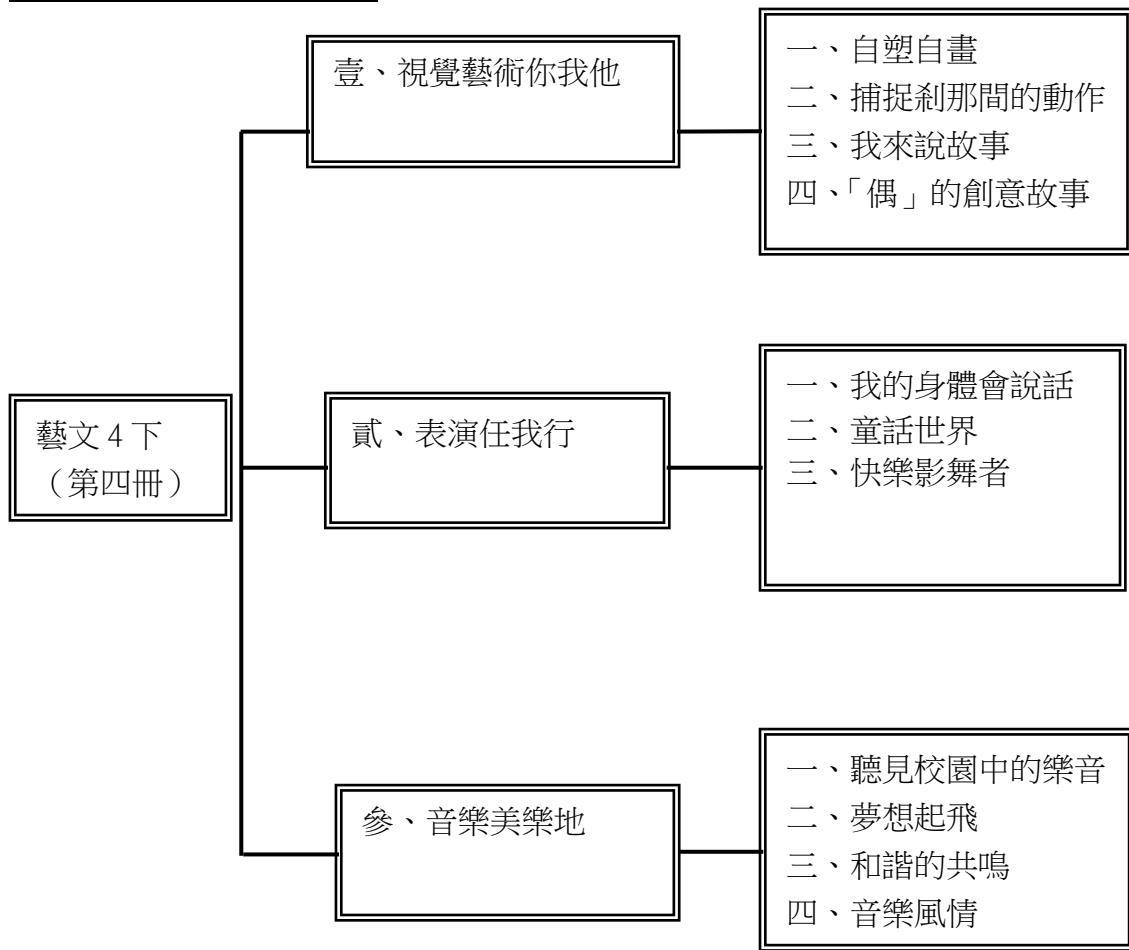 藝文4下
（第四冊）
壹、視覺藝術你我他
一、自塑自畫
二、捕捉剎那間的動作
三、我來說故事
四、「偶」的創意故事
貳、表演任我行
一、我的身體會說話
二、童話世界
三、快樂影舞者
參、音樂美樂地
一、聽見校園中的樂音
二、夢想起飛
三、和諧的共鳴
四、音樂風情